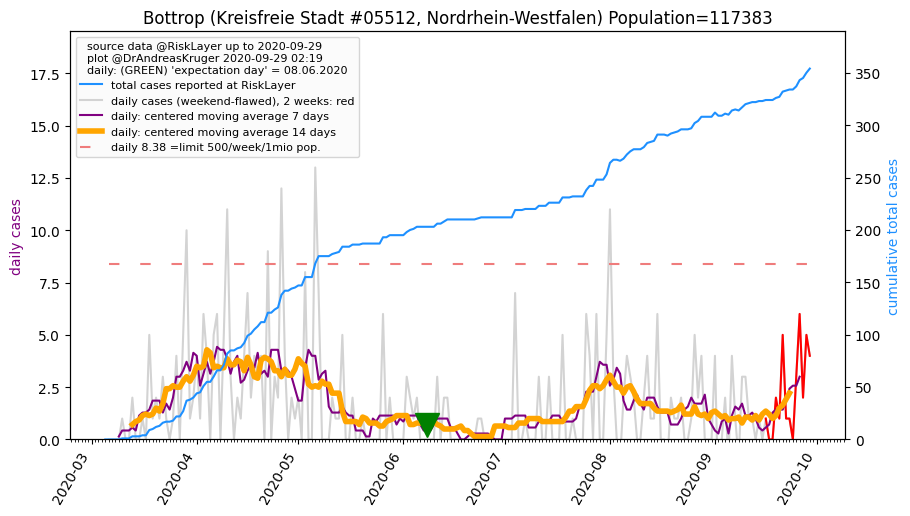 Bottrop (Kreisfreie Stadt #05512, Nordrhein-Westfalen) Population=117383
source data @RiskLayer up to 2020-09-29
plot @DrAndreasKruger 2020-09-29 02:19
daily: (GREEN) 'expectation day' = 08.06.2020
total cases reported at RiskLayer
daily cases (weekend-flawed), 2 weeks: red
daily: centered moving average 7 days
daily: centered moving average 14 days
daily 8.38 =limit 500/week/1mio pop.
daily cases
17.5
15.0
12.5
10.0
7.5
5.0
2.5
0.0
350
300
250
200
150
100
50
0
cumulative total cases
2020-03
2020-04
2020-05
2020-06
2020-07
2020-08
2020-09
2020-10